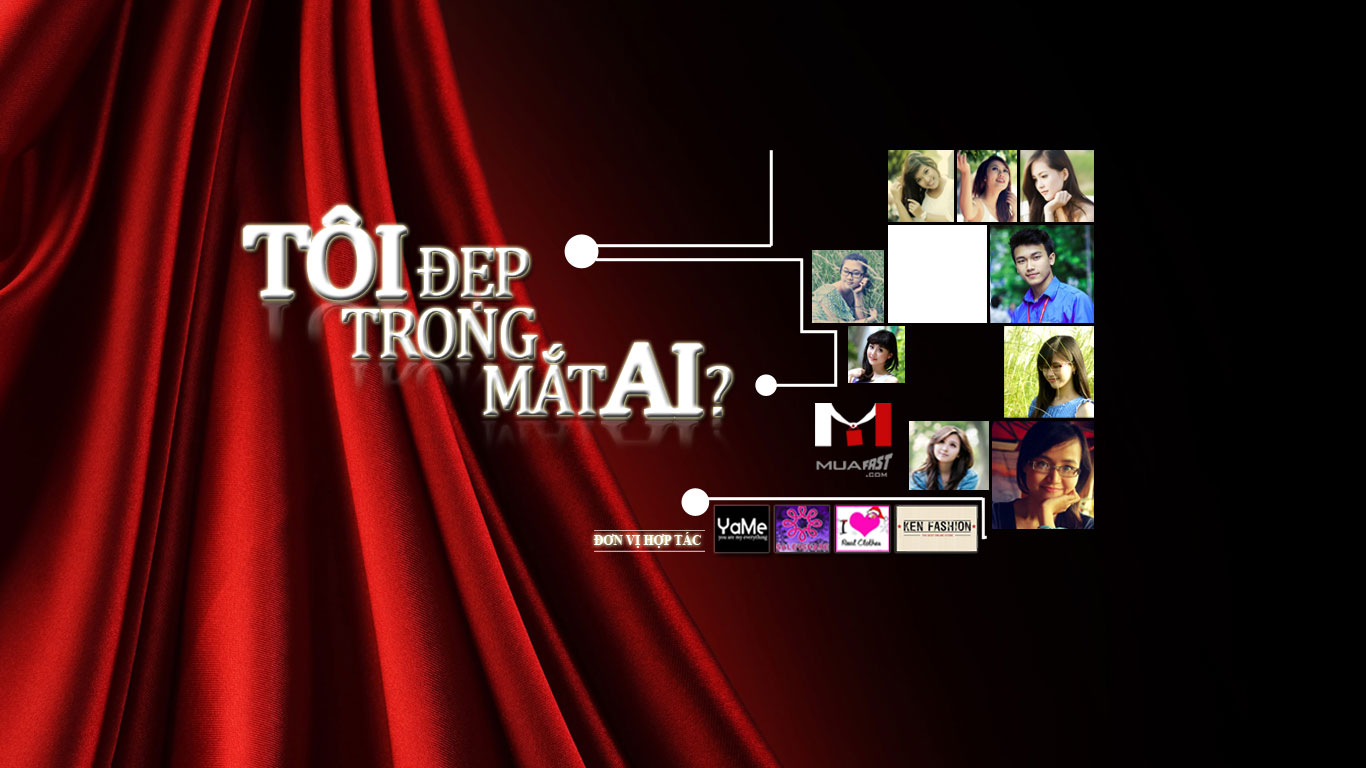 TÔI ĐẸP
TRONG
MẮT AI?
MUAFAST
.COM
ĐƠN VỊ HỢP TÁC
YaMe
you are my everything
I
Real Clothes
KEN FASHION